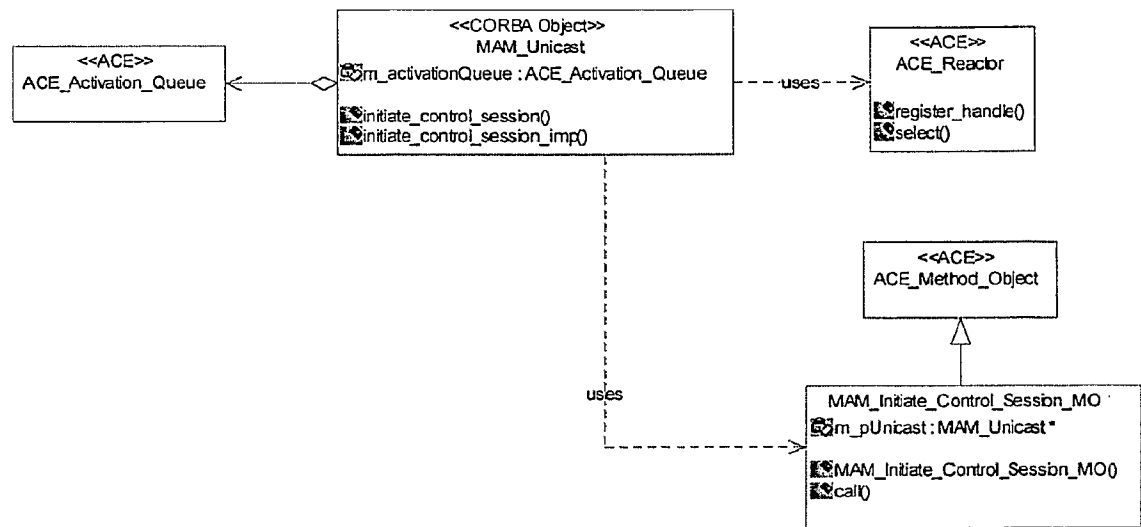 <<ACE>>
ACE_Activation_Queue
<<CORBA Object>>
MAM_Unicast
m_activationQueue : ACE_Activation_Queue
initiate_control_session()
initiate_control_session_imp()
uses
<<ACE>>
ACE_Reactor
register_handle()
select()
<<ACE>>
ACE_Method_Object
uses
MAM_Initiate_Control_Session_MO
m_pUnicast : MAM_Unicast *
MAM_Initiate_Control_Session_MO()
call()